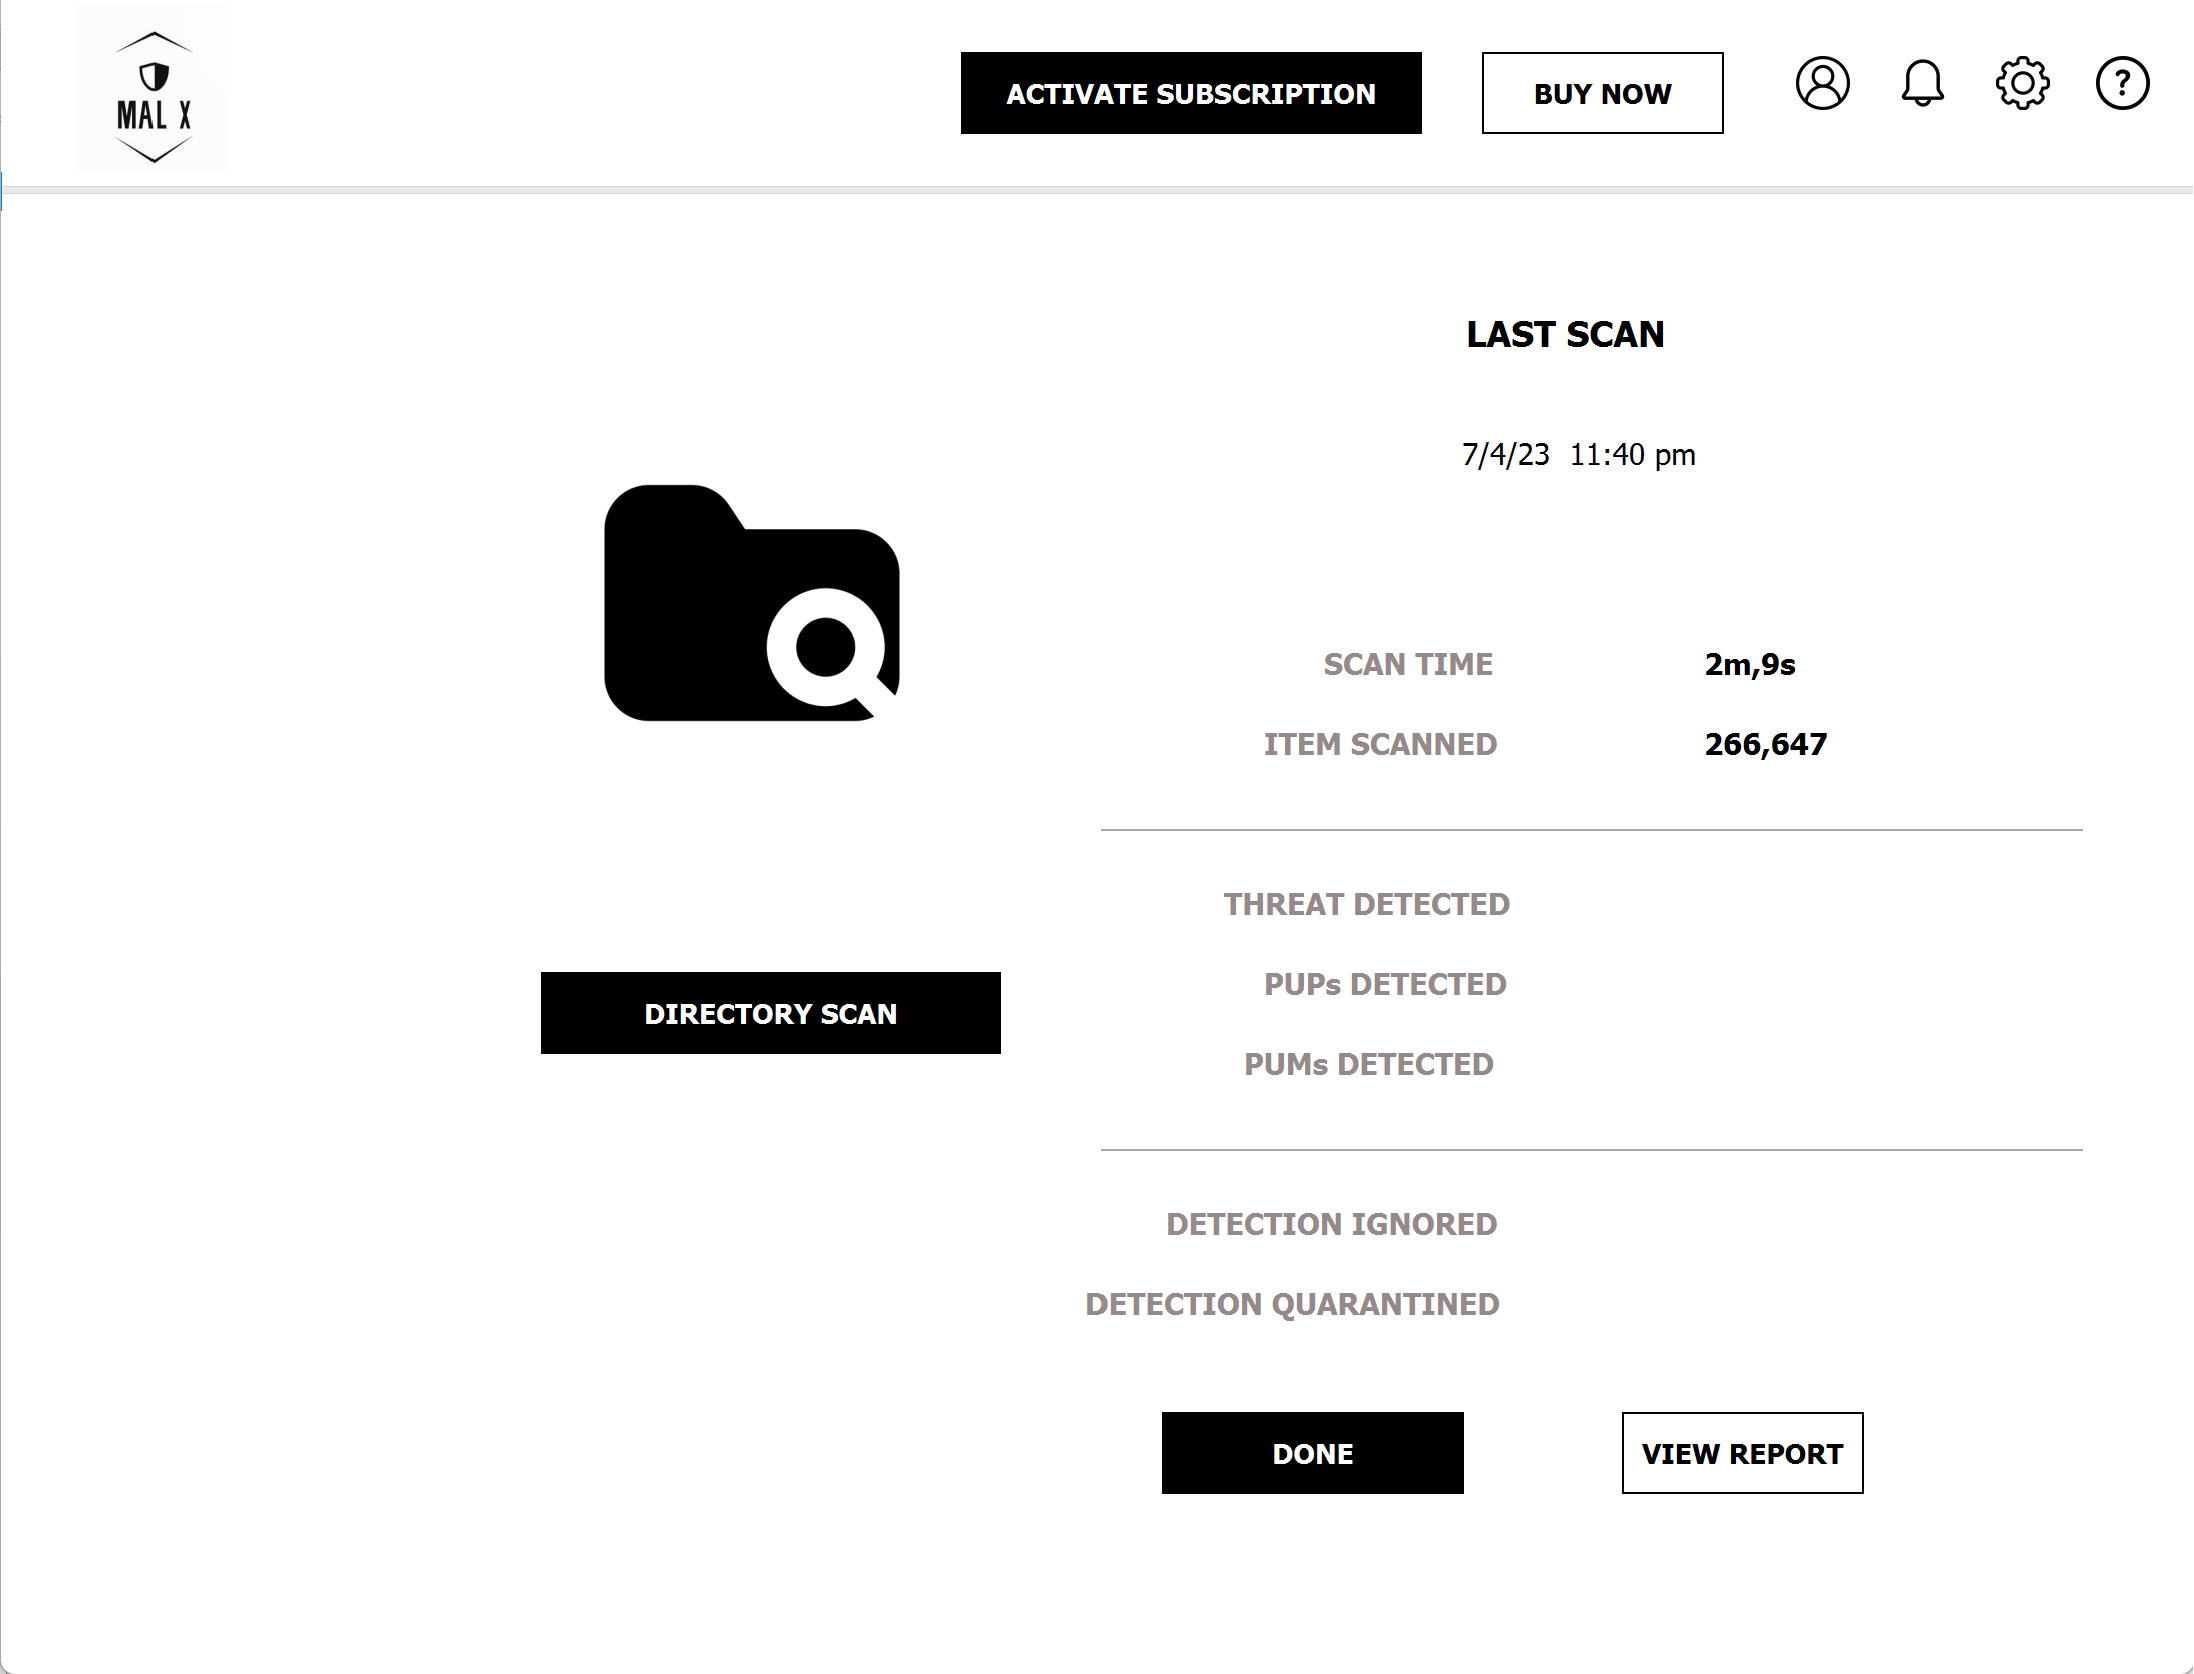 MAL X
ACTIVATE SUBSCRIPTION
BUY NOW
?
LAST SCAN
7/4/23 11:40 pm
SCAN TIME 2m,9s
ITEM SCANNED 266,647
THREAT DETECTED
PUPs DETECTED
PUMs DETECTED
DIRECTORY SCAN
DETECTION IGNORED
DETECTION QUARANTINED
DONE
VIEW REPORT